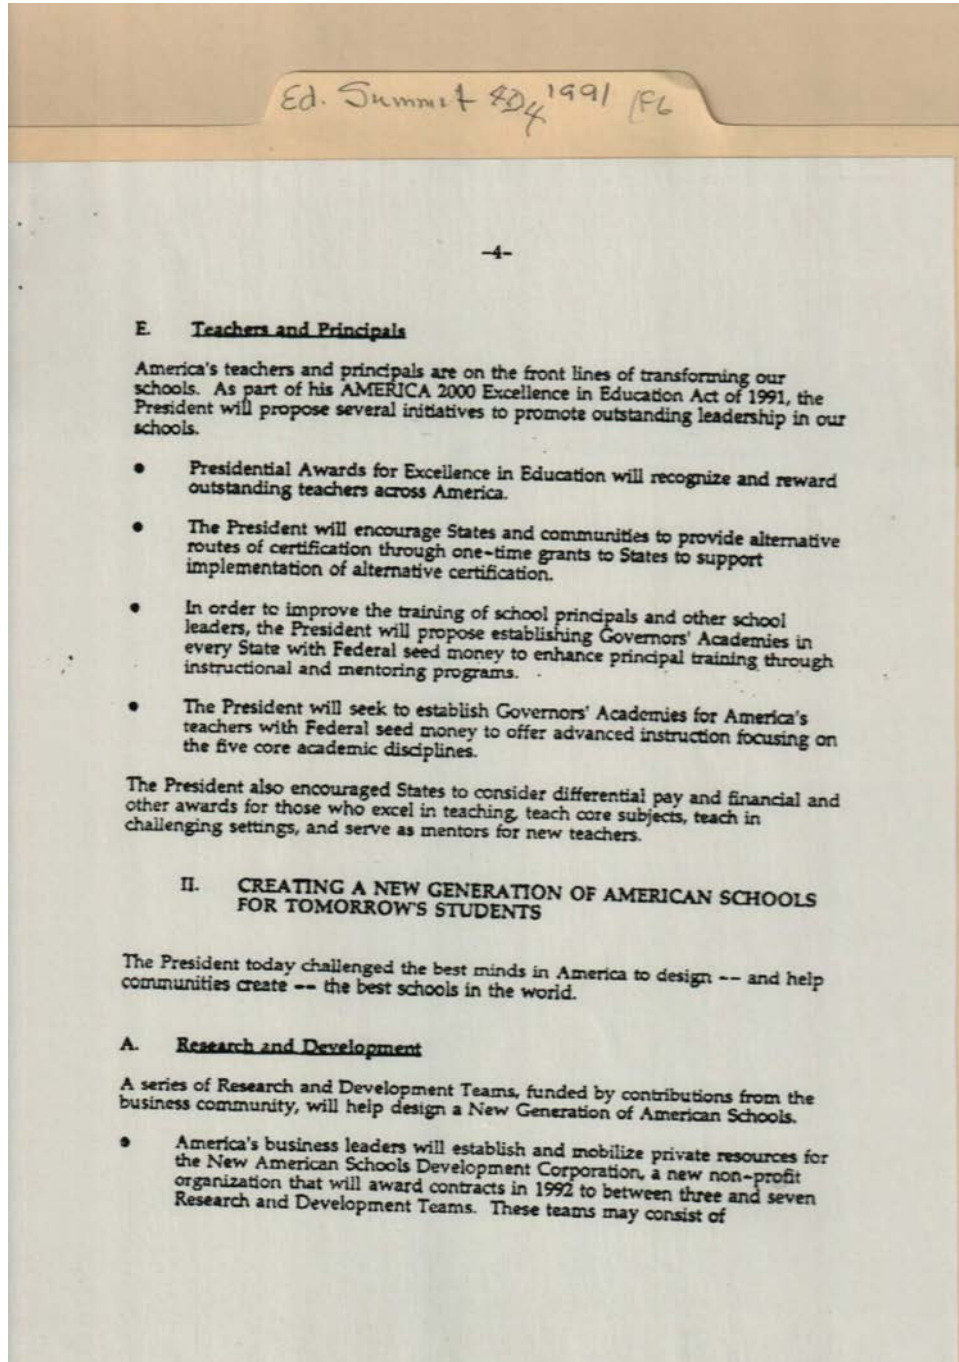 Ed. Summit 1991
-4-
E. Teachers and Principals
America's teachers and principals are on the front lines of transforming our
schools. As part of his AMERICA 2000 Excellence in Education Act of 1991, the
President will propose several initiatives to promote outstanding leadership in our
schools.
● Presidential Awards for Excellence in Education will recognize and reward
outstanding teachers across America.
● The President will encourage States and communities to provide alternative
routes of certification through one-time grants to States to support
implementation of alternative certification.
● In order to improve the training of school principals and other school
leaders, the President will propose establishing Governors' Academies in
every State with Federal seed money to enhance principal training through
instructional and mentoring programs.
● The President will seek to establish Governors' Academies for America's
teachers with Federal seed money to offer advanced instruction focusing on
the five core academic disciplines.
The President also encouraged States to consider differential pay and financial and
other awards for those who excel in teaching, teach core subjects, teach in
challenging settings, and serve as mentors for new teachers.
II. CREATING A NEW GENERATION OF AMERICAN SCHOOLS
FOR TOMORROW'S STUDENTS
The President today challenged the best minds in America to design -- and help
communities create -- the best schools in the world.
A. Research and Development
A series of Research and Development Teams, funded by contributions from the
business community, will help design a New Generation of American Schools.
● America's business leaders will establish and mobilize private resources for
the New American Schools Development Corporation, a new non-profit
organization that will award contracts in 1992 to between three and seven
Research and Development Teams. These teams may consist of